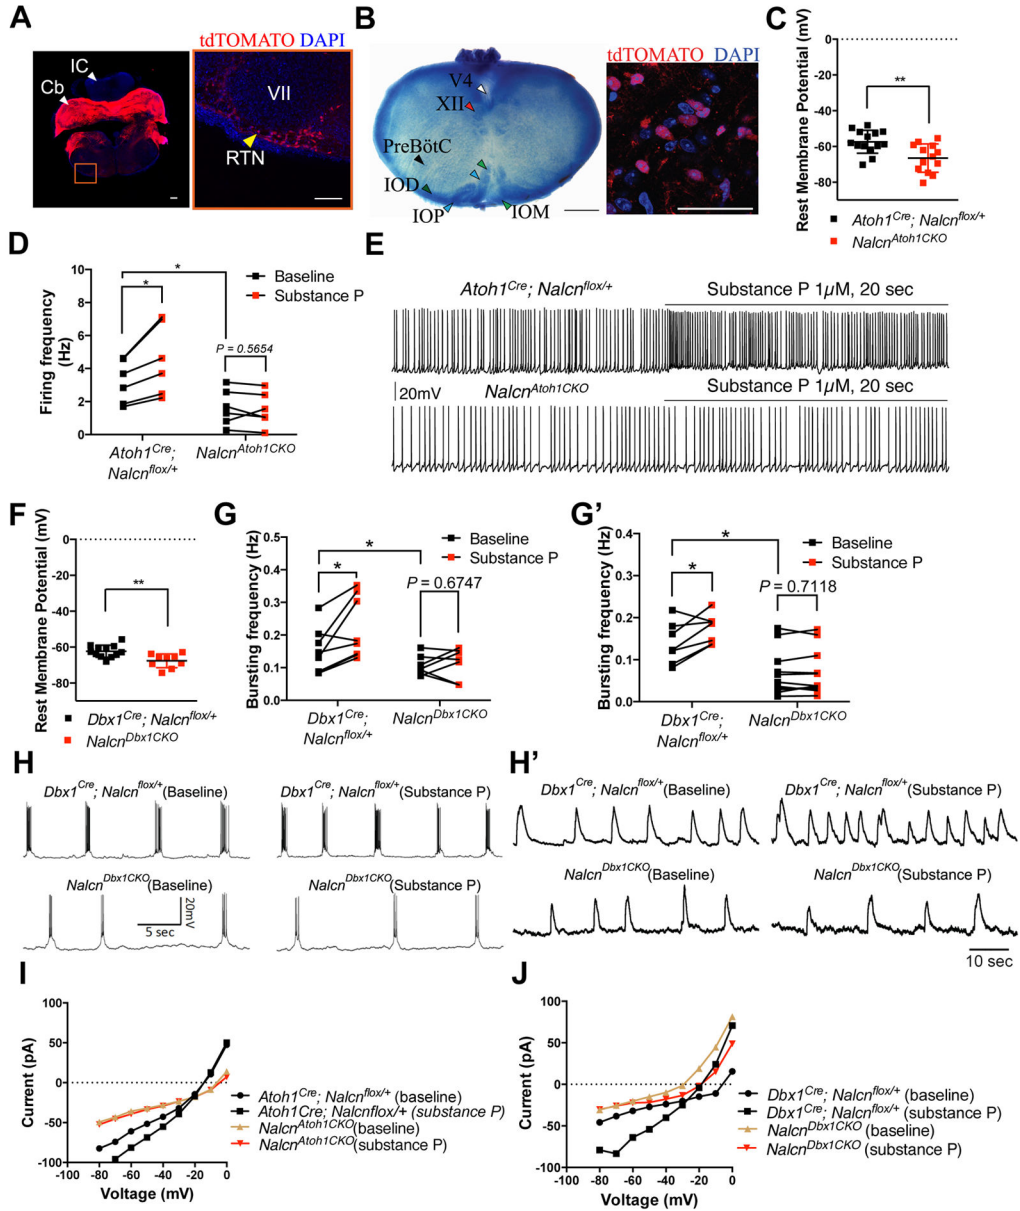 A
tdTOMATO DAPI
IC
Cb
VII
RTN
B
tdTOMATO DAPI
V4
XII
PreBötC
IOD
IOP
IOM
C
Rest Membrane Potential (mV)
0
-20
-40
-60
-80
**
Atoh1Cre; Nalcnflox/+
NalcnAtoh1CKO
D
Firing frequency
(Hz)
10
8
6
4
2
0
*
*
P = 0.5654
Baseline
Substance P
Atoh1Cre;
Nalcnflox/+
NalcnAtoh1CKO
E
Atoh1Cre; Nalcnflox/+
Substance P 1µM, 20 sec
20mV
NalcnAtoh1CKO
Substance P 1µM, 20 sec
F
Rest Membrane Potential (mV)
0
-20
-40
-60
-80
**
Dbx1Cre; Nalcnflox/+
NalcnDbx1CKO
G
Bursting frequency (Hz)
0.5
0.4
0.3
0.2
0.1
0.0
*
*
P = 0.6747
Baseline
Substance P
Dbx1Cre;
Nalcnflox/+
NalcnDbx1CKO
G'
Bursting frequency (Hz)
0.4
0.3
0.2
0.1
0.0
*
*
P = 0.7118
Baseline
Substance P
Dbx1Cre;
Nalcnflox/+
NalcnDbx1CKO
H
Dbx1Cre; Nalcnflox/+ (Baseline)
Dbx1Cre; Nalcnflox/+ (Substance P)
NalcnDbx1CKO (Baseline)
NalcnDbx1CKO (Substance P)
20mV
5 sec
H'
Dbx1Cre; Nalcnflox/+ (Baseline)
Dbx1Cre; Nalcnflox/+ (Substance P)
NalcnDbx1CKO (Baseline)
NalcnDbx1CKO (Substance P)
10 sec
I
Current (pA)
100
50
0
-50
-100
-100 -80 -60 -40 -20 0
Voltage (mV)
Atoh1Cre; Nalcnflox/+ (baseline)
Atoh1Cre; Nalcnflox/+ (substance P)
NalcnAtoh1CKO (baseline)
NalcnAtoh1CKO (substance P)
J
Current (pA)
100
50
0
-50
-100
-100 -80 -60 -40 -20 0
Voltage (mV)
Dbx1Cre; Nalcnflox/+ (baseline)
Dbx1Cre; Nalcnflox/+ (substance P)
NalcnDbx1CKO (baseline)
NalcnDbx1CKO (substance P)